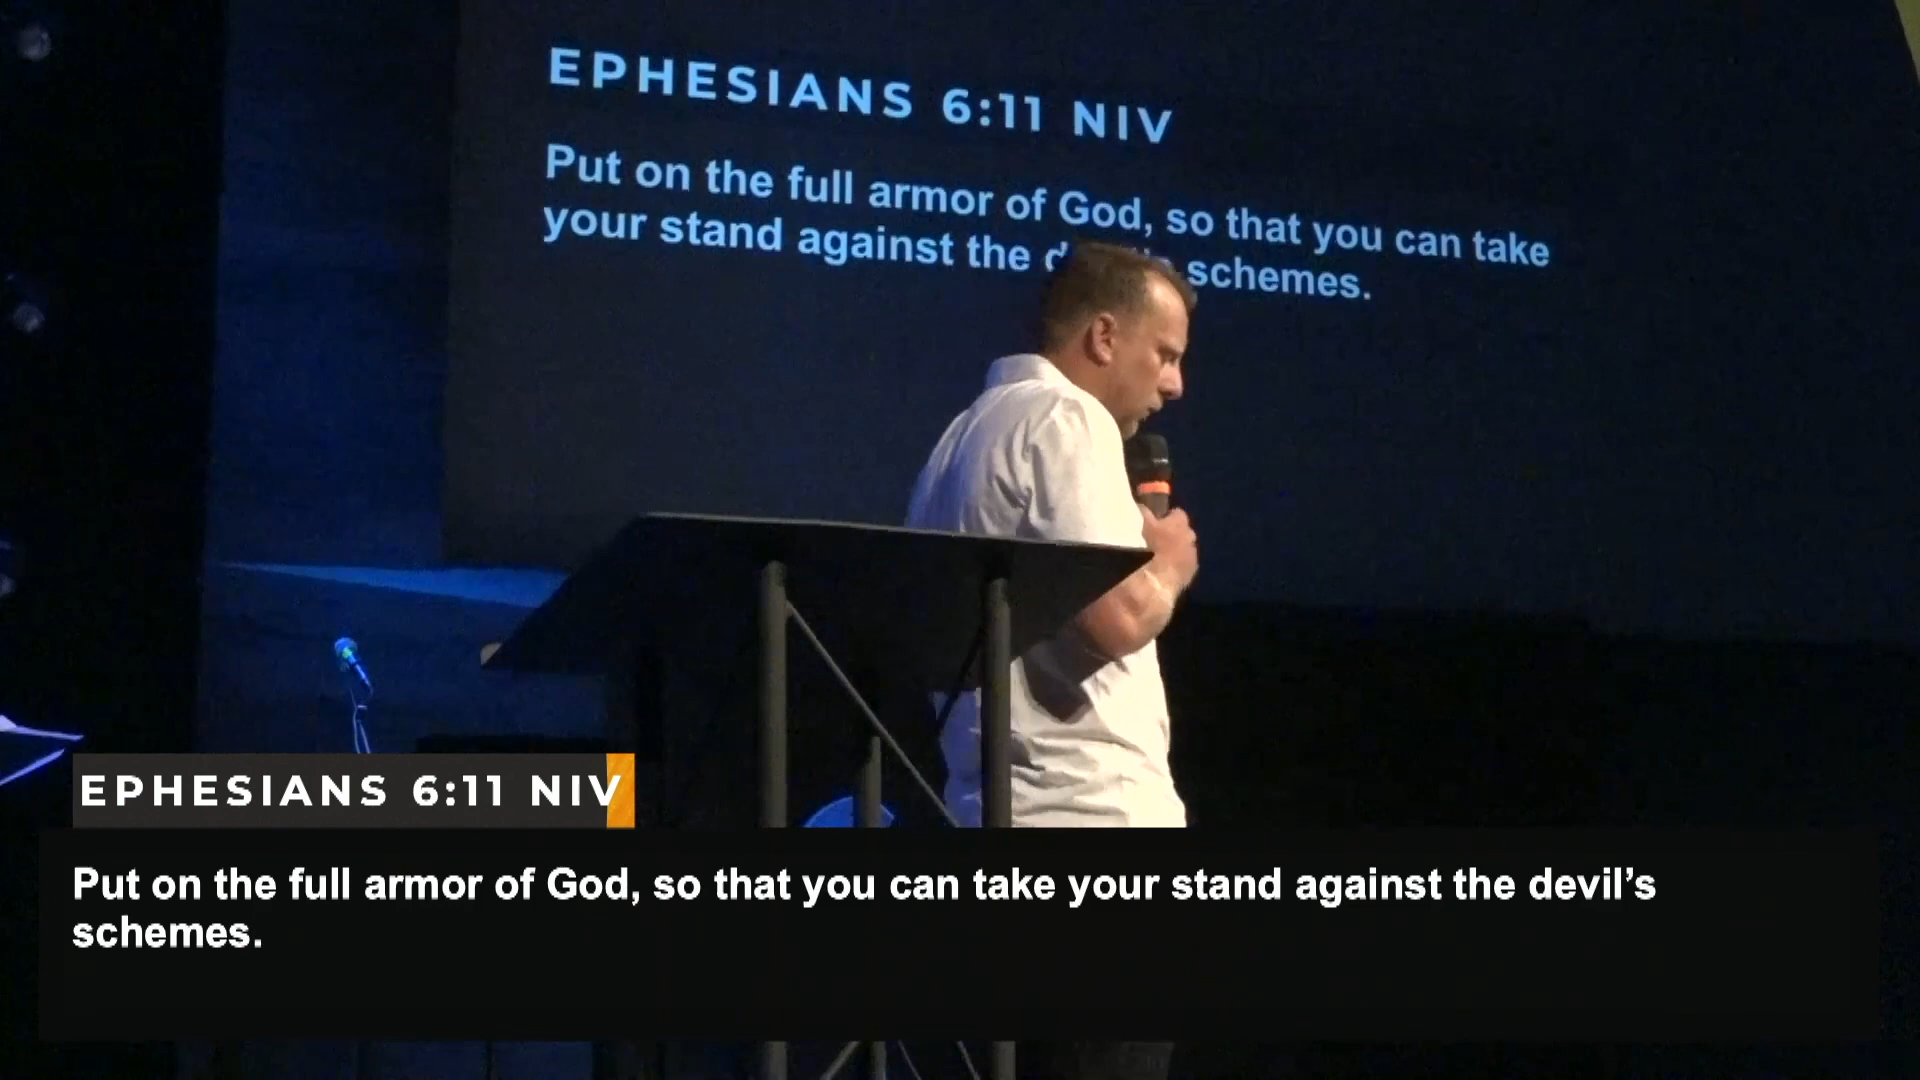 EPHESIANS 6:11 NIV
Put on the full armor of God, so that you can take
your stand against the schemes.
EPHESIANS 6:11 NIV
Put on the full armor of God, so that you can take your stand against the devil’s
schemes.